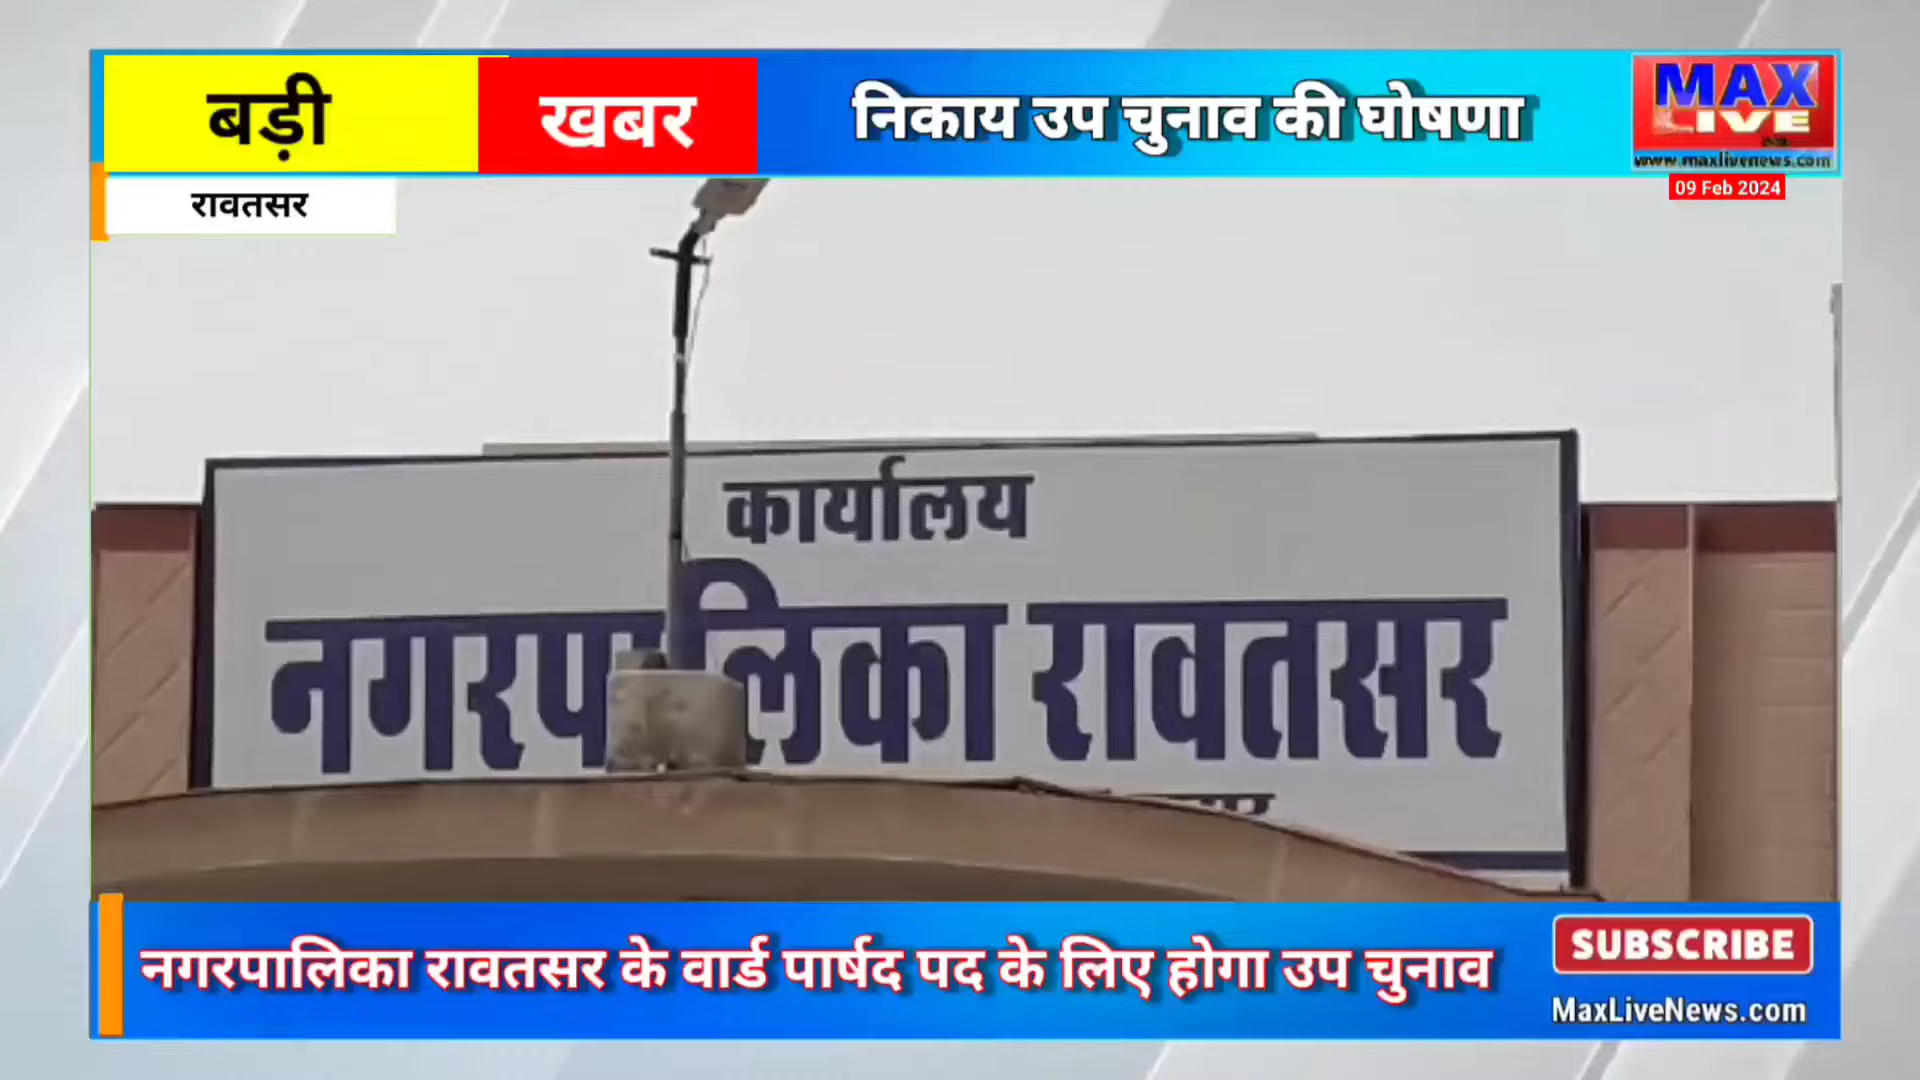 बड़ी खबर
निकाय उप चुनाव की घोषणा
MAX
LIVE
www.maxlivenews.com
09 Feb 2024
रावतसर
कार्यालय
नगरपालिका रावतसर
नगरपालिका रावतसर के वार्ड पार्षद पद के लिए होगा उप चुनाव
SUBSCRIBE
MaxLiveNews.com